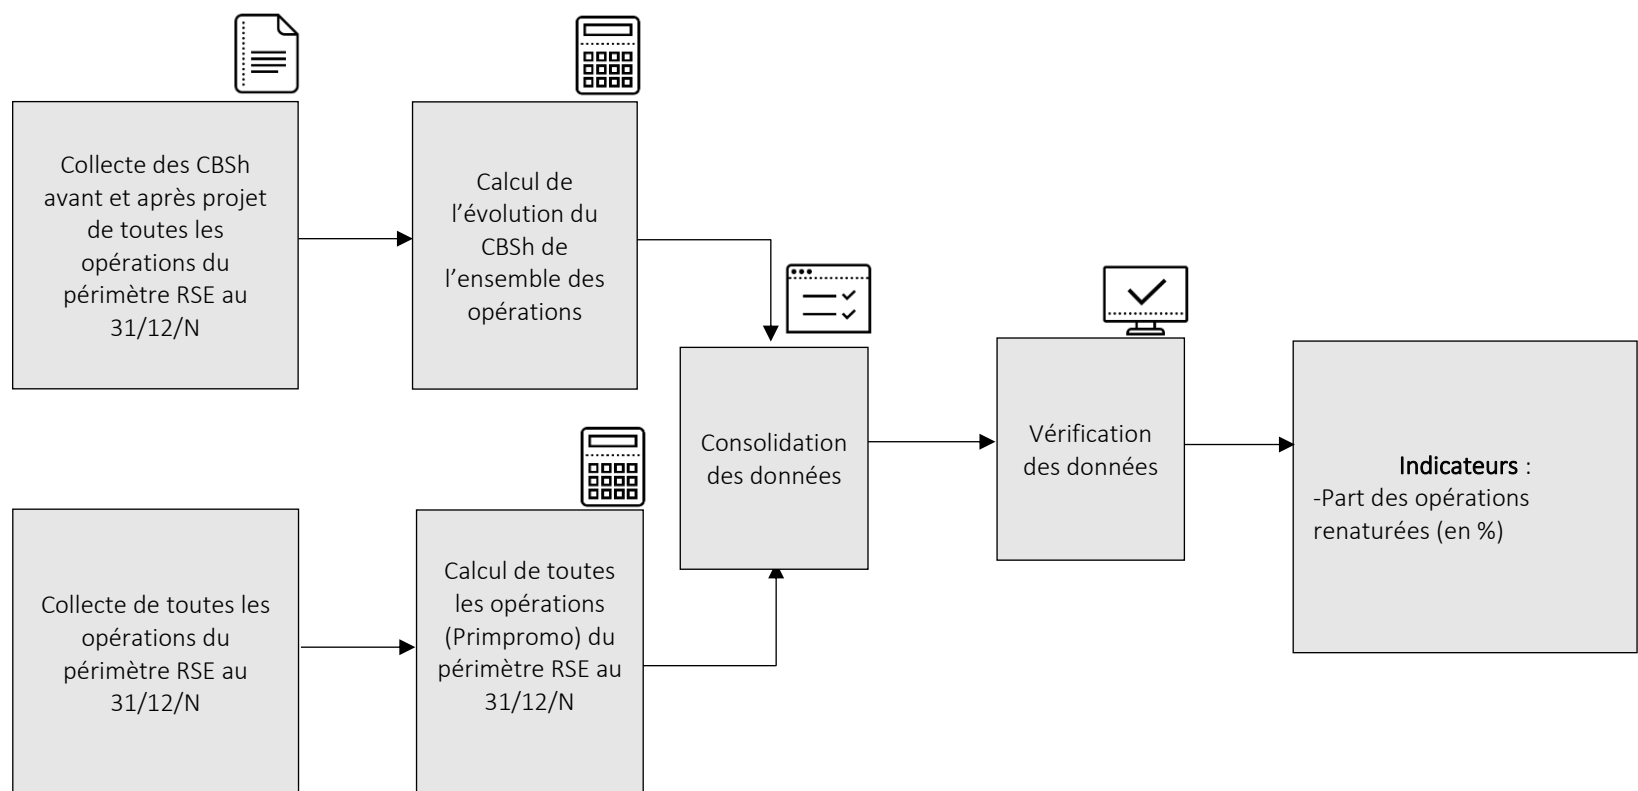 Collecte des CBSh
avant et après projet
de toutes les
opérations du
périmètre RSE au
31/12/N
Calcul de
l’évolution du
CBSh de
l’ensemble des
opérations
Collecte de toutes les
opérations du
périmètre RSE au
31/12/N
Calcul de toutes
les opérations
(Primpromo) du
périmètre RSE au
31/12/N
Consolidation
des données
Vérification
des données
Indicateurs :
-Part des opérations
renaturées (en %)